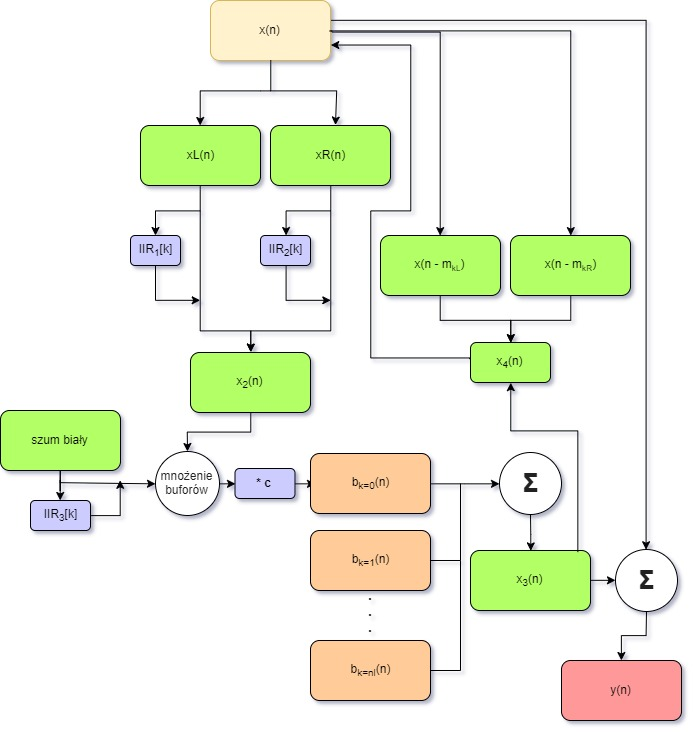 x(n)
xL(n)
xR(n)
IIR₁[k]
IIR₂[k]
x(n - mₖL)
x(n - mₖR)
x₂(n)
x₄(n)
szum biały
IIR₃[k]
mnożenie
buforów
* c
bₖ₌₀(n)
Σ
bₖ₌₁(n)
.
.
.
x₃(n)
Σ
bₖ₌nl(n)
y(n)